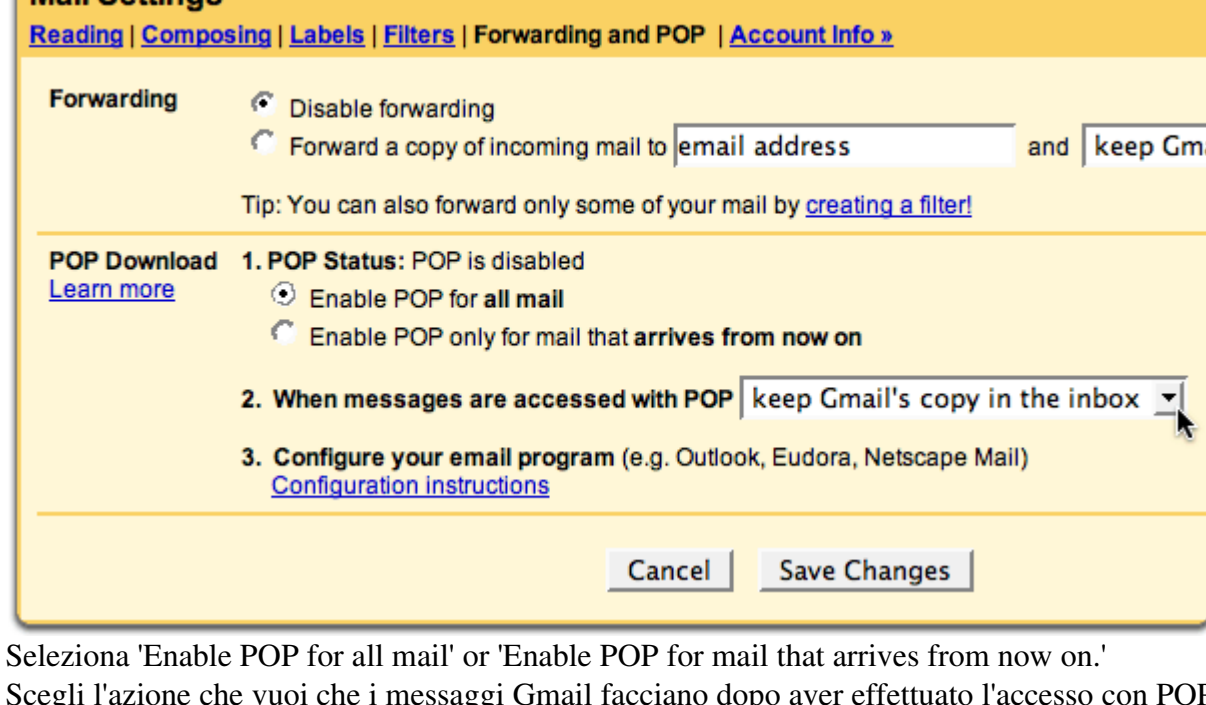 Mail Settings
Reading | Composing | Labels | Filters | Forwarding and POP | Account Info »
Forwarding
Disable forwarding
Forward a copy of incoming mail to email address and keep Gma
Tip: You can also forward only some of your mail by creating a filter!
POP Download 1. POP Status: POP is disabled
Learn more
Enable POP for all mail
Enable POP only for mail that arrives from now on
2. When messages are accessed with POP keep Gmail's copy in the inbox
3. Configure your email program (e.g. Outlook, Eudora, Netscape Mail)
Configuration instructions
Cancel Save Changes
Seleziona 'Enable POP for all mail' or 'Enable POP for mail that arrives from now on.'
Scegli l'azione che vuoi che i messaggi Gmail facciano dopo aver effettuato l'accesso con POP